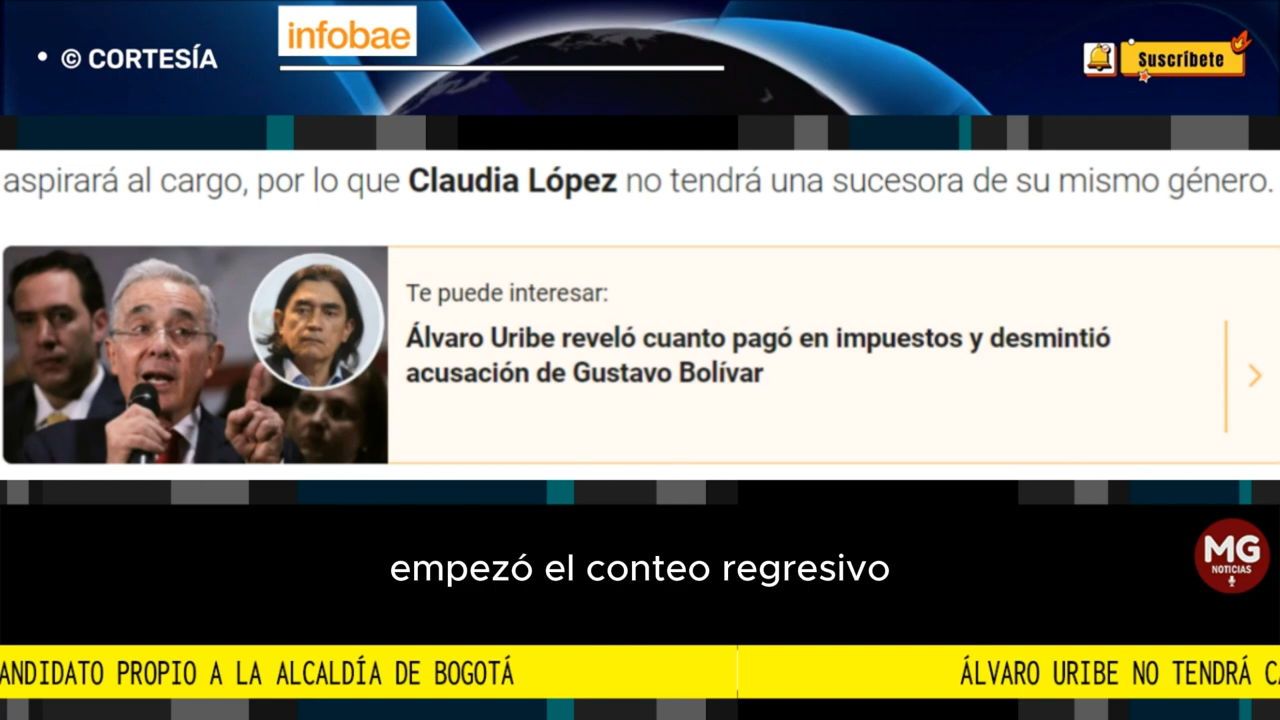 • © CORTESÍA
infobae
Suscríbete
aspirará al cargo, por lo que Claudia López no tendrá una sucesora de su mismo género.
Te puede interesar:
Álvaro Uribe reveló cuanto pagó en impuestos y desmintió
acusación de Gustavo Bolívar
empezó el conteo regresivo
MG
NOTICIAS
ANDIDATO PROPIO A LA ALCALDÍA DE BOGOTÁ
ÁLVARO URIBE NO TENDRÁ CA